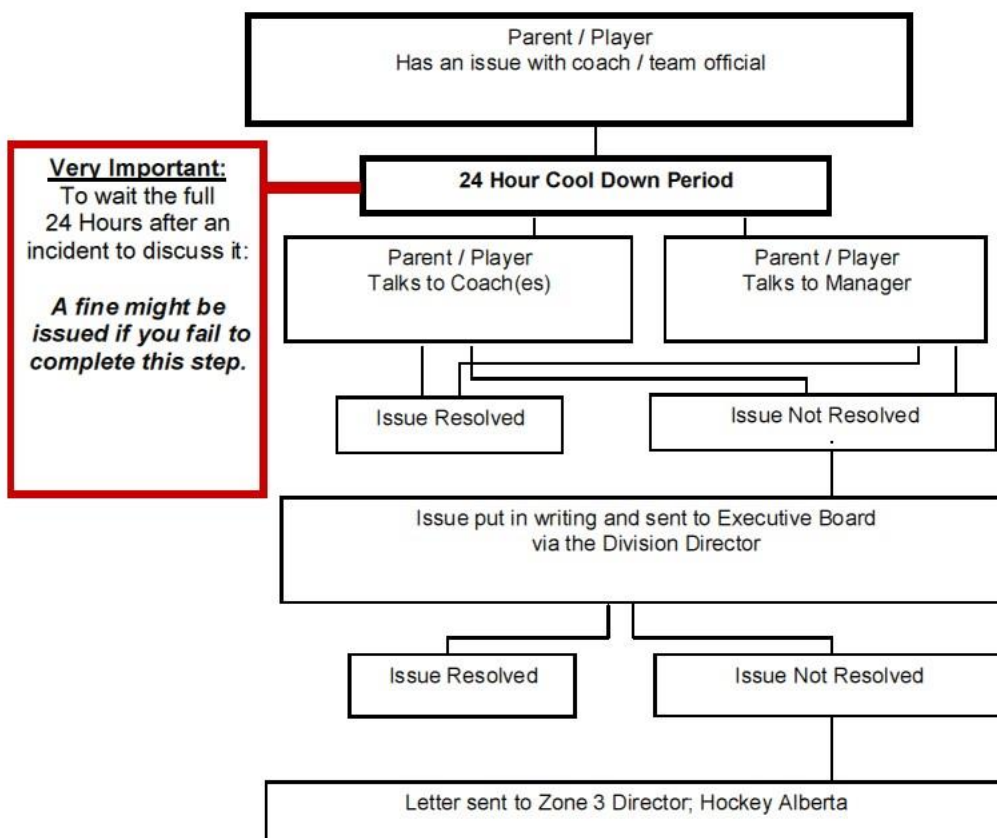 Parent / Player
Has an issue with coach / team official
Very Important:
To wait the full
24 Hours after an
incident to discuss it:
A fine might be
issued if you fail to
complete this step.
24 Hour Cool Down Period
Parent / Player
Talks to Coach(es)
Parent / Player
Talks to Manager
Issue Resolved
Issue Not Resolved
.
Issue put in writing and sent to Executive Board
via the Division Director
Issue Resolved
Issue Not Resolved
Letter sent to Zone 3 Director; Hockey Alberta